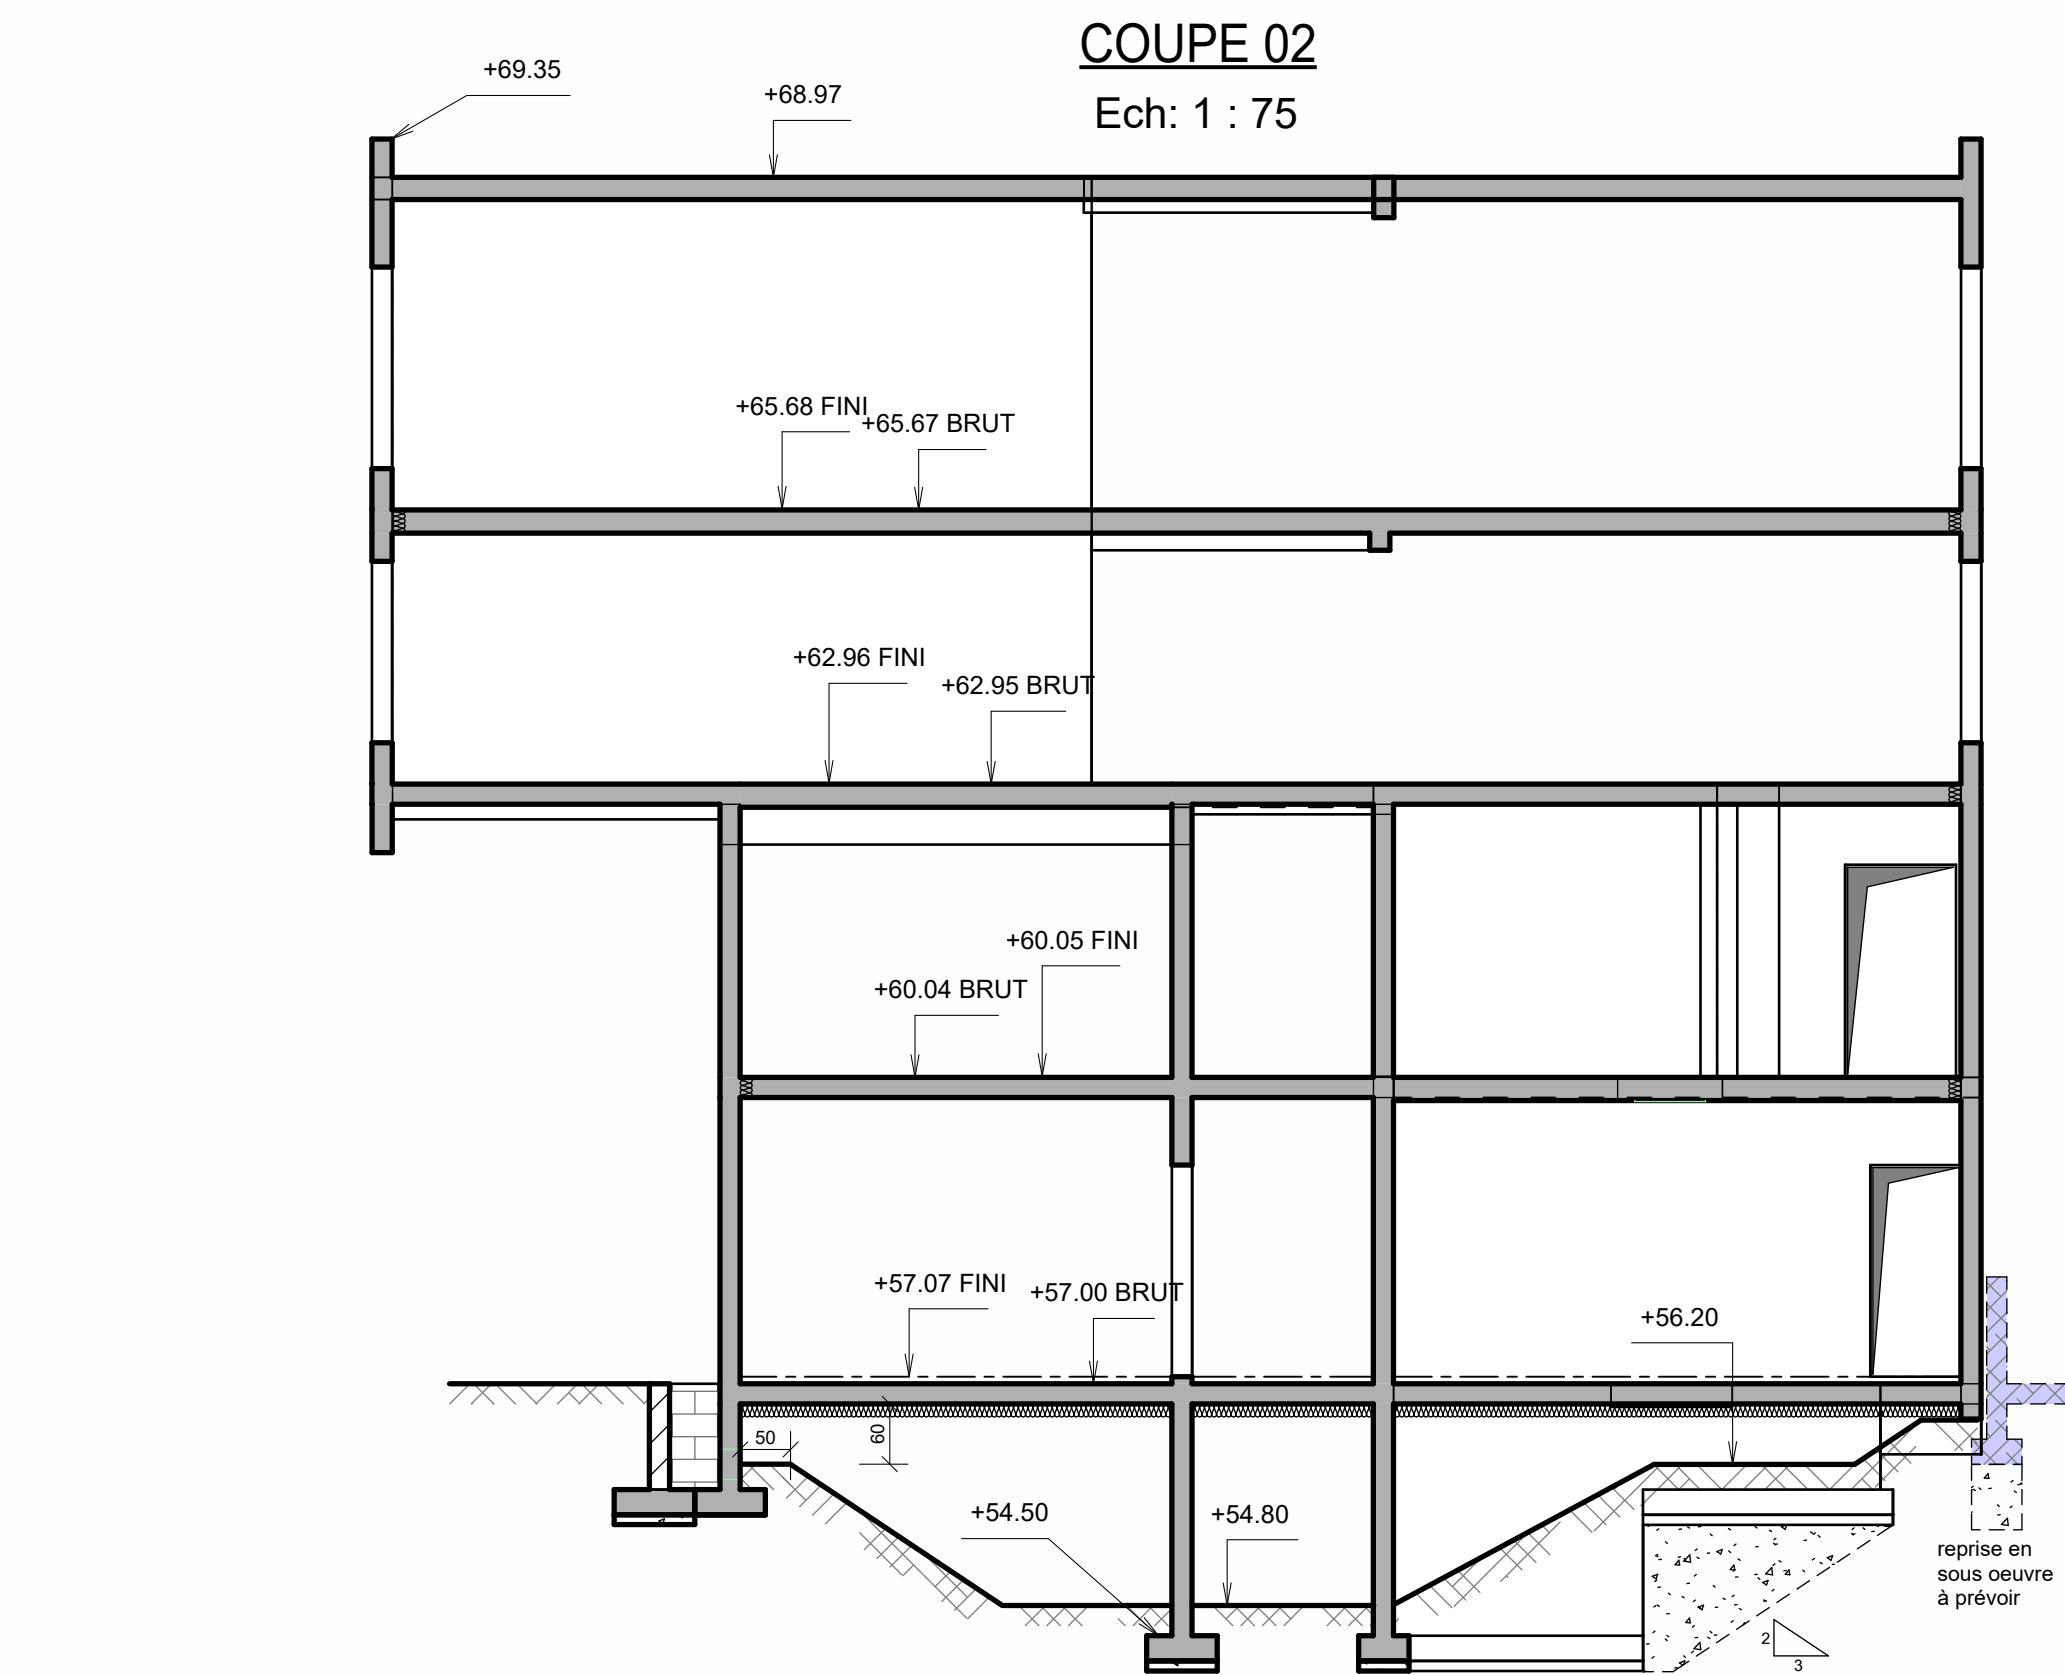 COUPE 02
Ech: 1 : 75
+69.35
+68.97
+65.68 FINI
+65.67 BRUT
+62.96 FINI
+62.95 BRUT
+60.05 FINI
+60.04 BRUT
+57.07 FINI
+57.00 BRUT
+56.20
50
60
+54.50
+54.80
reprise en
sous oeuvre
à prévoir
2
3